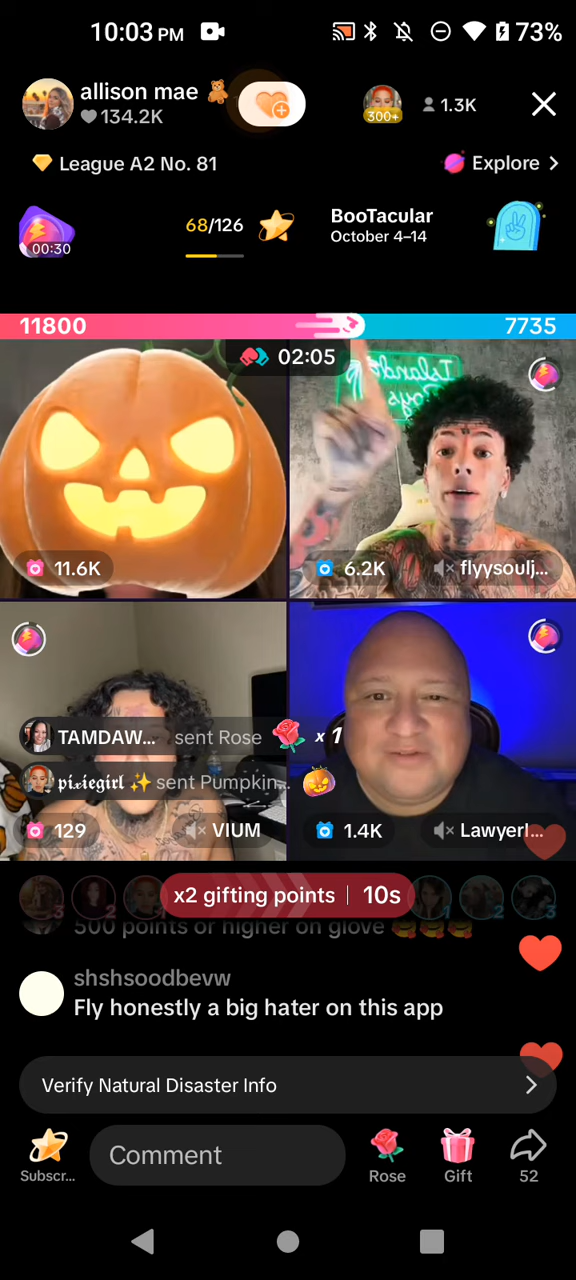 10:03 PM
73%
allison mae 🧸
134.2K
300+
1.3K
League A2 No. 81
Explore >
00:30
68/126
BooTacular
October 4–14
11800
7735
02:05
11.6K
6.2K
flyysoulj...
TAMDAW... sent Rose x 1
pixiegirl ✨ sent Pumpkin...
129
VIUM
1.4K
Lawyerl...
x2 gifting points | 10s
500 points or higher on glove 🥰🥰🥰
shshsoodbevw
Fly honestly a big hater on this app
Verify Natural Disaster Info
Subscr...
Comment
Rose
Gift
52